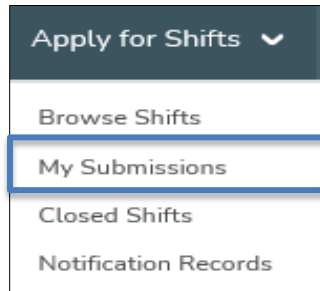 Apply for Shifts
Browse Shifts
My Submissions
Closed Shifts
Notification Records